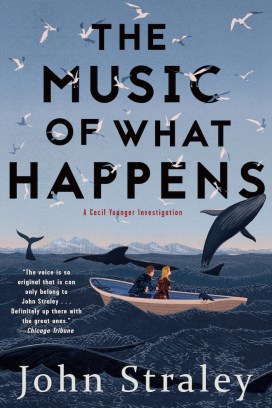 THE
MUSIC
OF WHAT
HAPPENS
A Cecil Younger Investigation
"The voice is so
original that is can
only belong to
John Straley . . .
Definitely up there with
the great ones."
—Chicago Tribune
John Straley